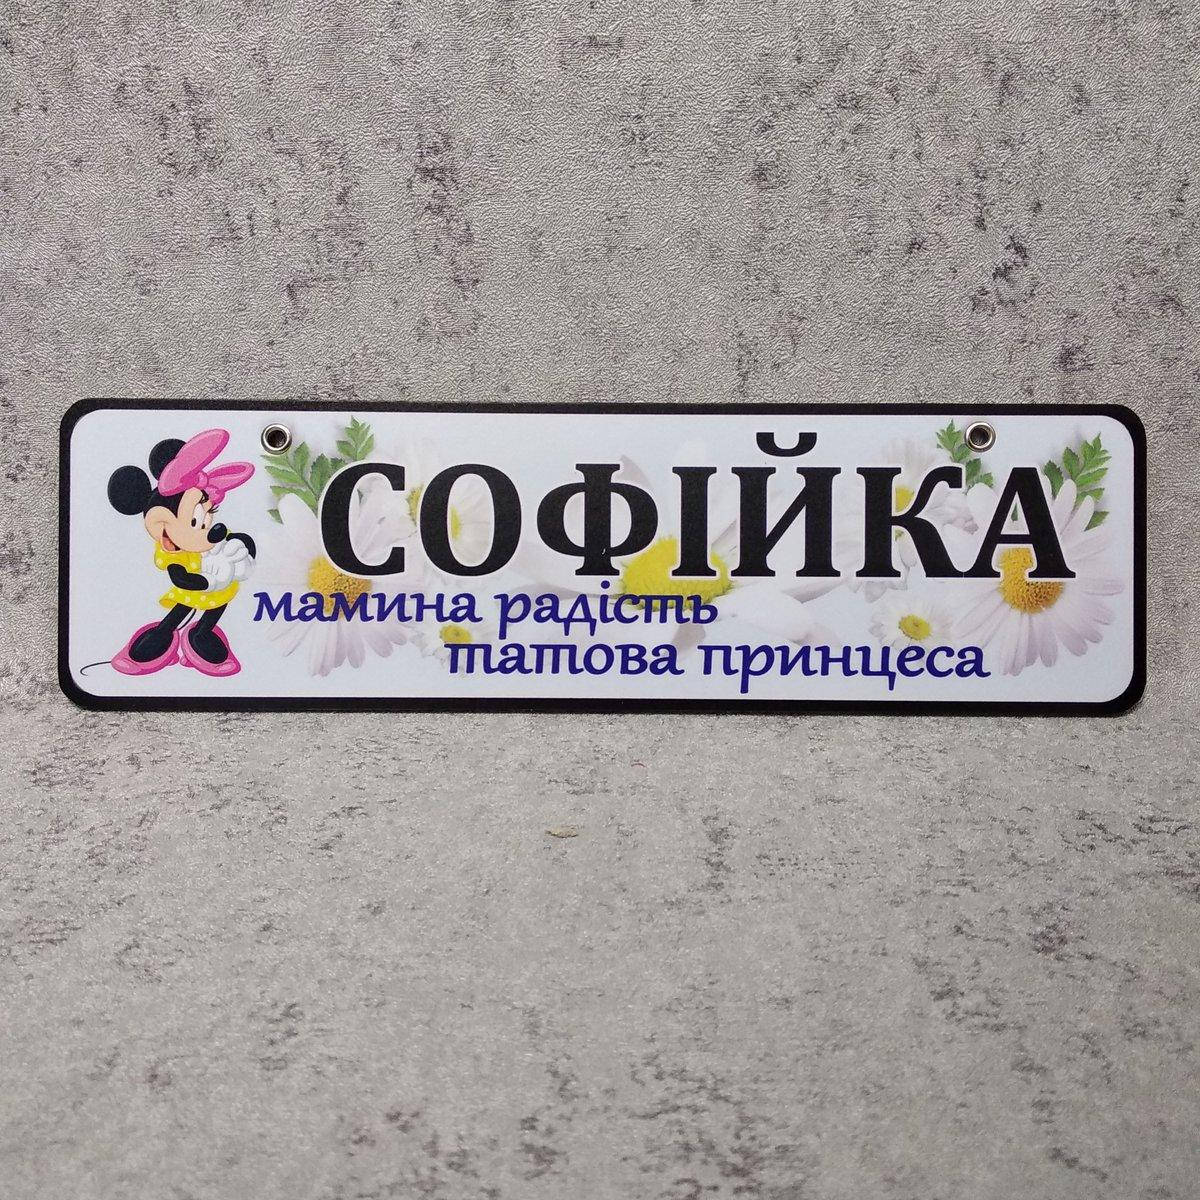 СОФІЙКА
мамина радість
татова принцеса